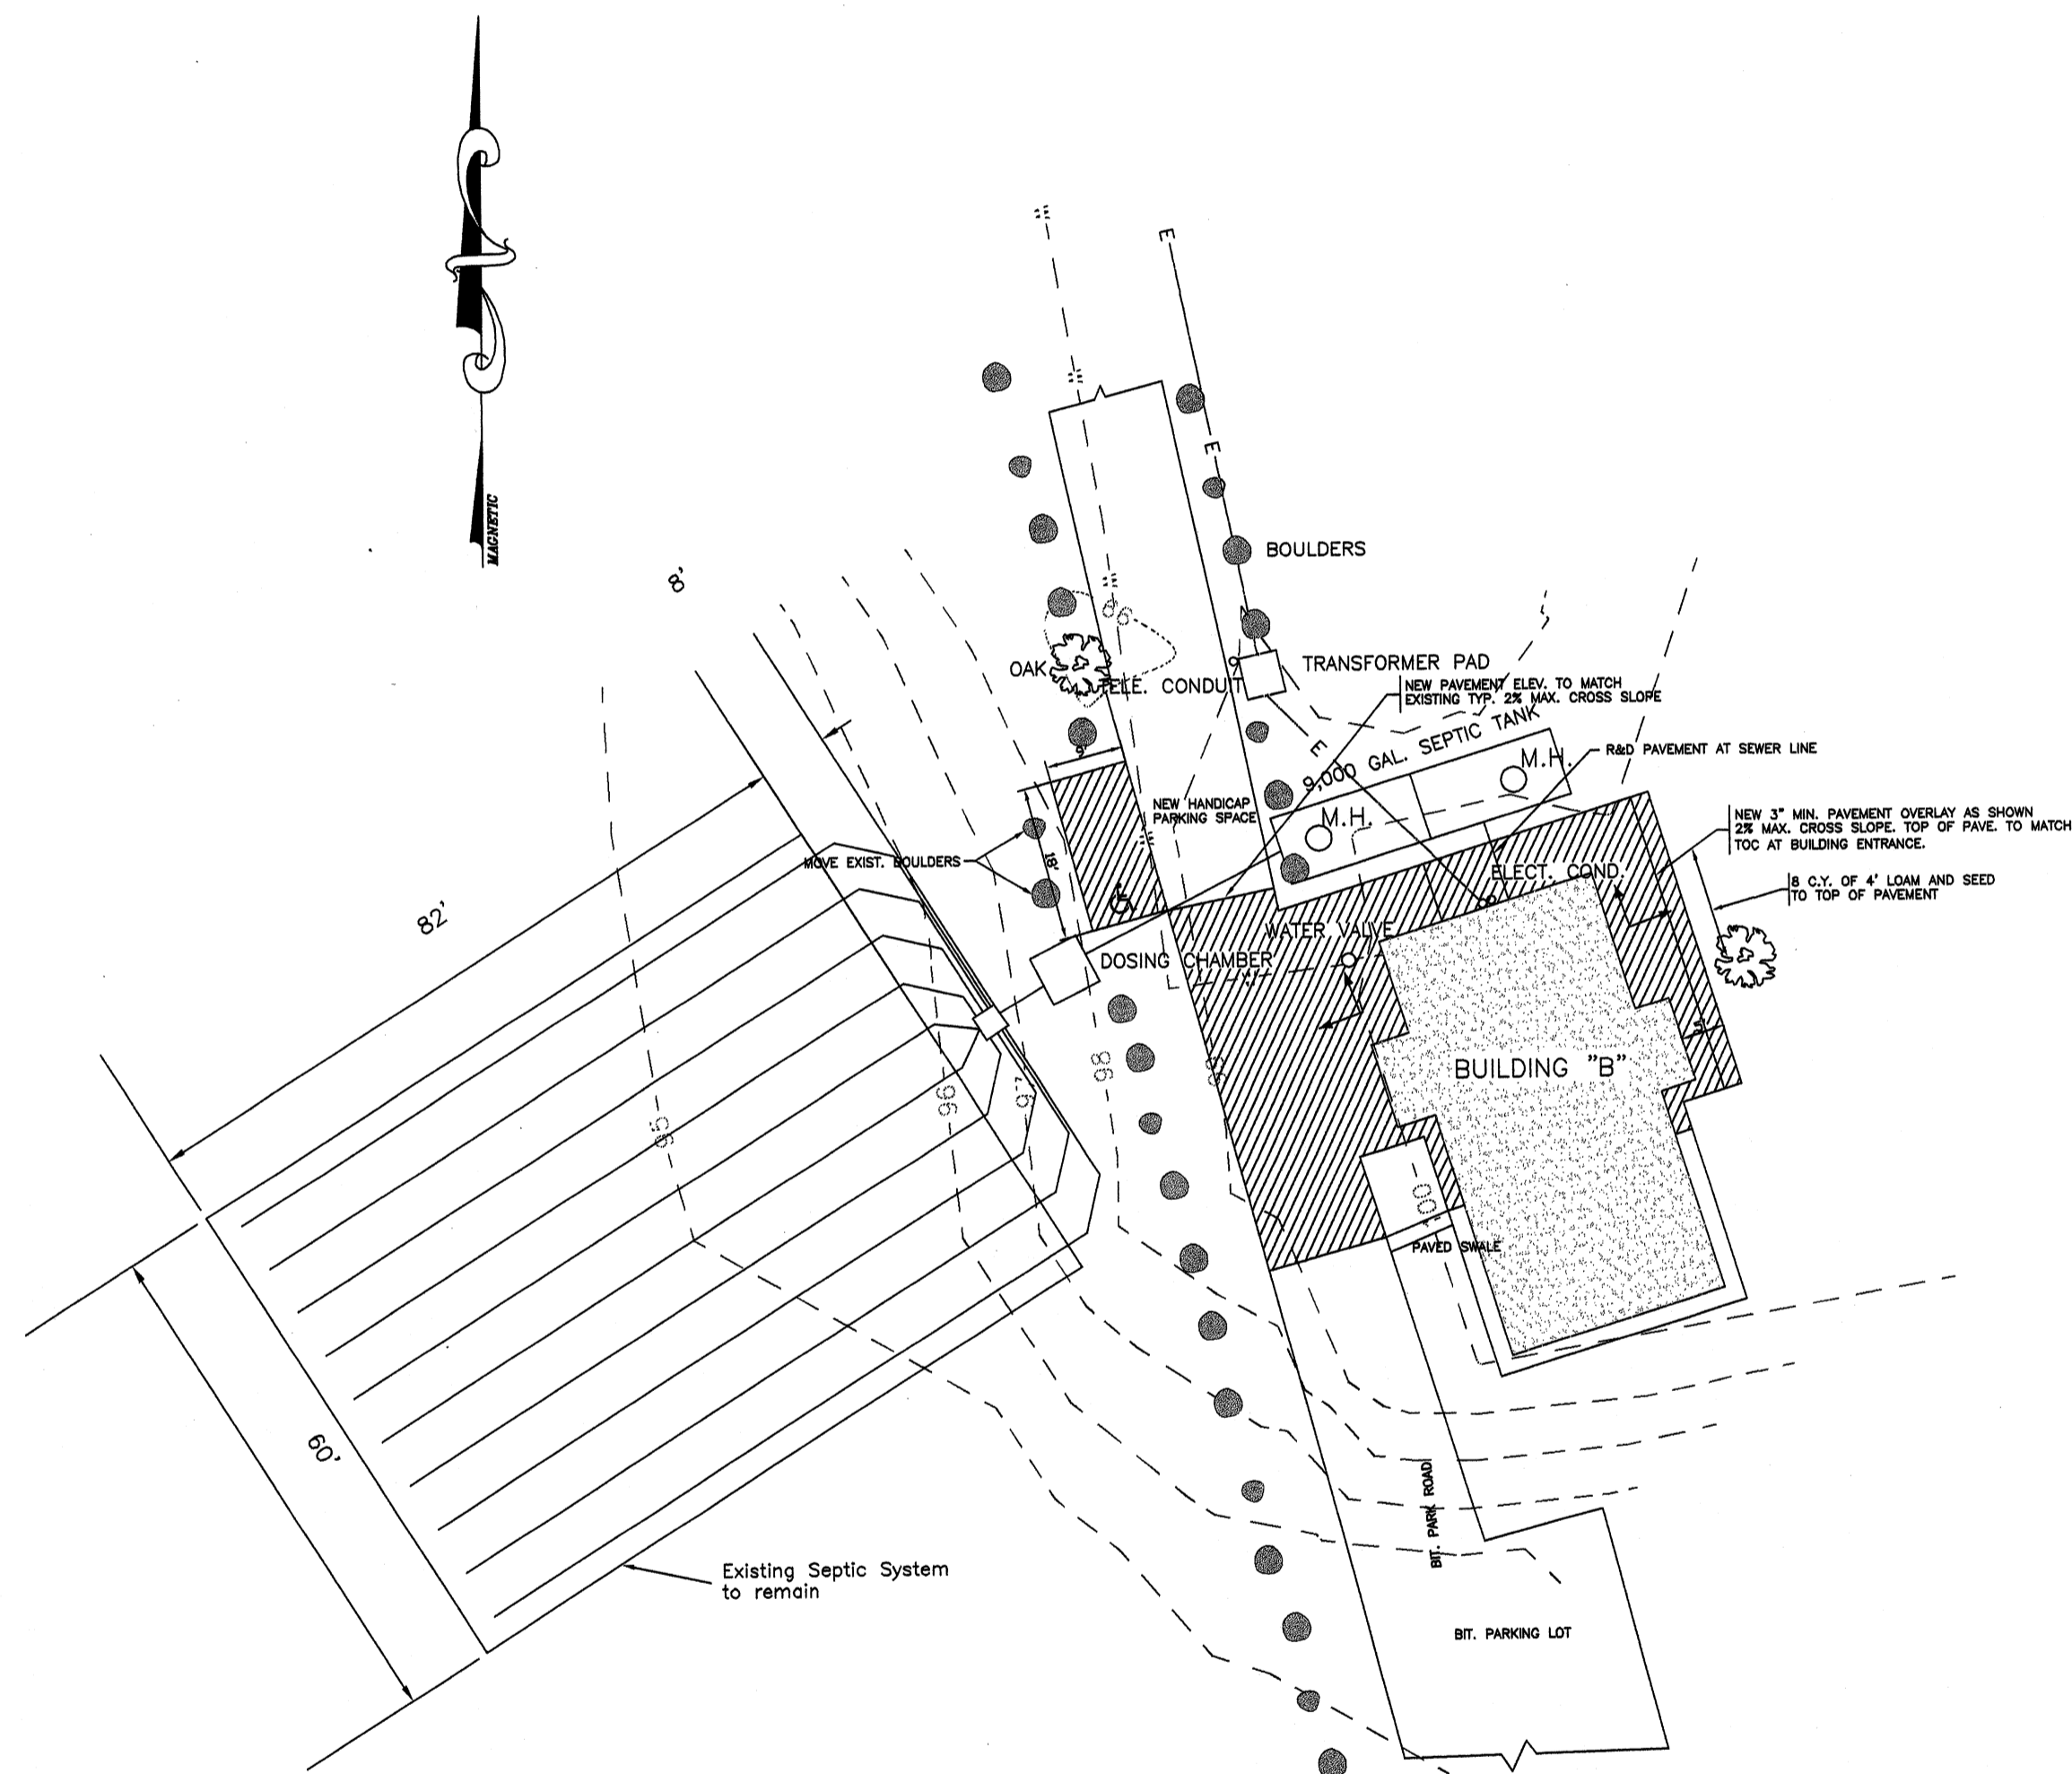 MAGNETIC
W
E
W
E
8'
BOULDERS
W
OAK
TELE. CONDUIT
TRANSFORMER PAD
NEW PAVEMENT ELEV. TO MATCH
EXISTING TYP. 2% MAX. CROSS SLOPE
9'
E
9,000 GAL. SEPTIC TANK
M.H.
R&D PAVEMENT AT SEWER LINE
NEW HANDICAP
PARKING SPACE
M.H.
NEW 3" MIN. PAVEMENT OVERLAY AS SHOWN
2% MAX. CROSS SLOPE. TOP OF PAVE. TO MATCH
TOC AT BUILDING ENTRANCE.
MOVE EXIST. BOULDERS
18'
W
ELECT. COND.
8 C.Y. OF 4' LOAM AND SEED
TO TOP OF PAVEMENT
82'
WATER VALVE
DOSING CHAMBER
W
BUILDING "B"
95
96
97
98
99
100
PAVED SWALE
60'
BIT. PARK ROAD
Existing Septic System
to remain
BIT. PARKING LOT